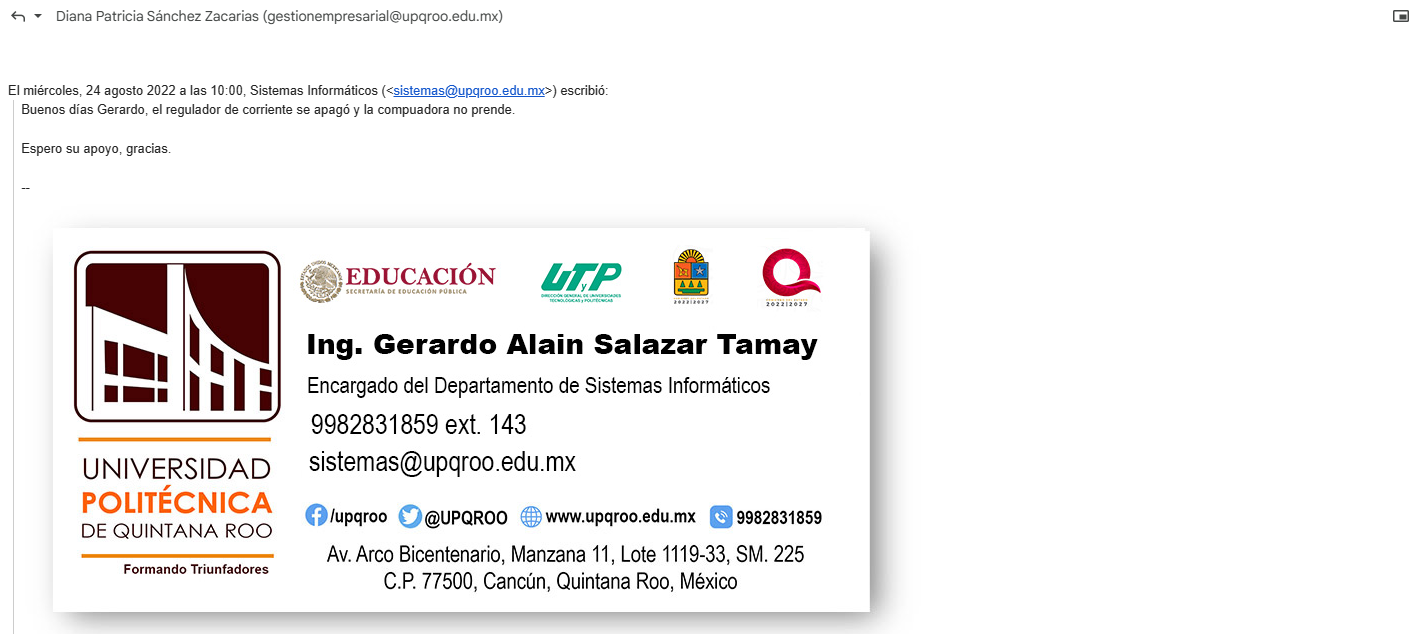 Diana Patricia Sánchez Zacarias (gestionempresarial@upqroo.edu.mx)
El miércoles, 24 agosto 2022 a las 10:00, Sistemas Informáticos (<sistemas@upqroo.edu.mx>) escribió:
Buenos días Gerardo, el regulador de corriente se apagó y la compuadora no prende.
Espero su apoyo, gracias.
--
EDUCACIÓN
SECRETARÍA DE EDUCACIÓN PÚBLICA
UTyP
DIRECCIÓN GENERAL DE UNIVERSIDADES
TECNOLÓGICAS y POLITÉCNICAS
2022|2027
2022|2027
Ing. Gerardo Alain Salazar Tamay
Encargado del Departamento de Sistemas Informáticos
9982831859 ext. 143
sistemas@upqroo.edu.mx
/upqroo @UPQROO www.upqroo.edu.mx 9982831859
Av. Arco Bicentenario, Manzana 11, Lote 1119-33, SM. 225
C.P. 77500, Cancún, Quintana Roo, México
UNIVERSIDAD
POLITÉCNICA
DE QUINTANA ROO
Formando Triunfadores